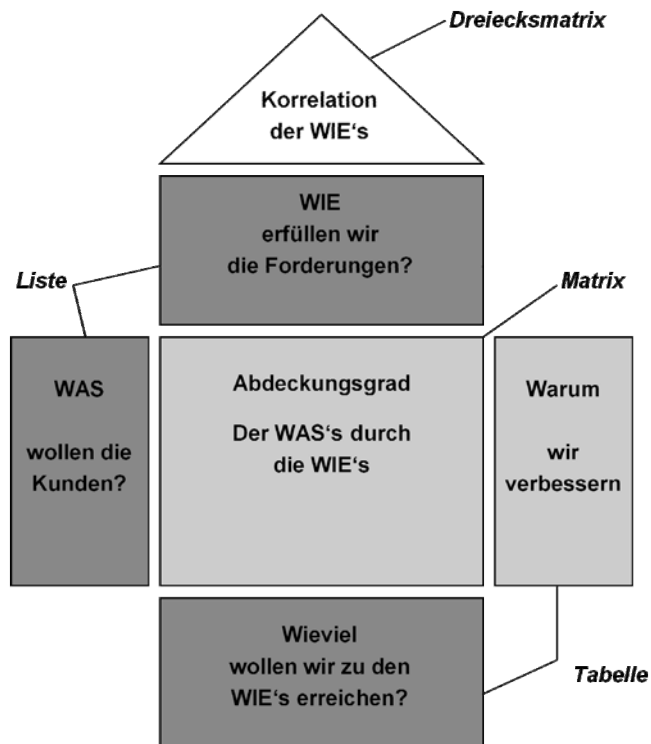 Dreiecksmatrix
Korrelation
der WIE‘s
WIE
erfüllen wir
die Forderungen?
Liste
Matrix
WAS
wollen die
Kunden?
Abdeckungsgrad
Der WAS‘s durch
die WIE‘s
Warum
wir
verbessern
Wieviel
wollen wir zu den
WIE‘s erreichen?
Tabelle